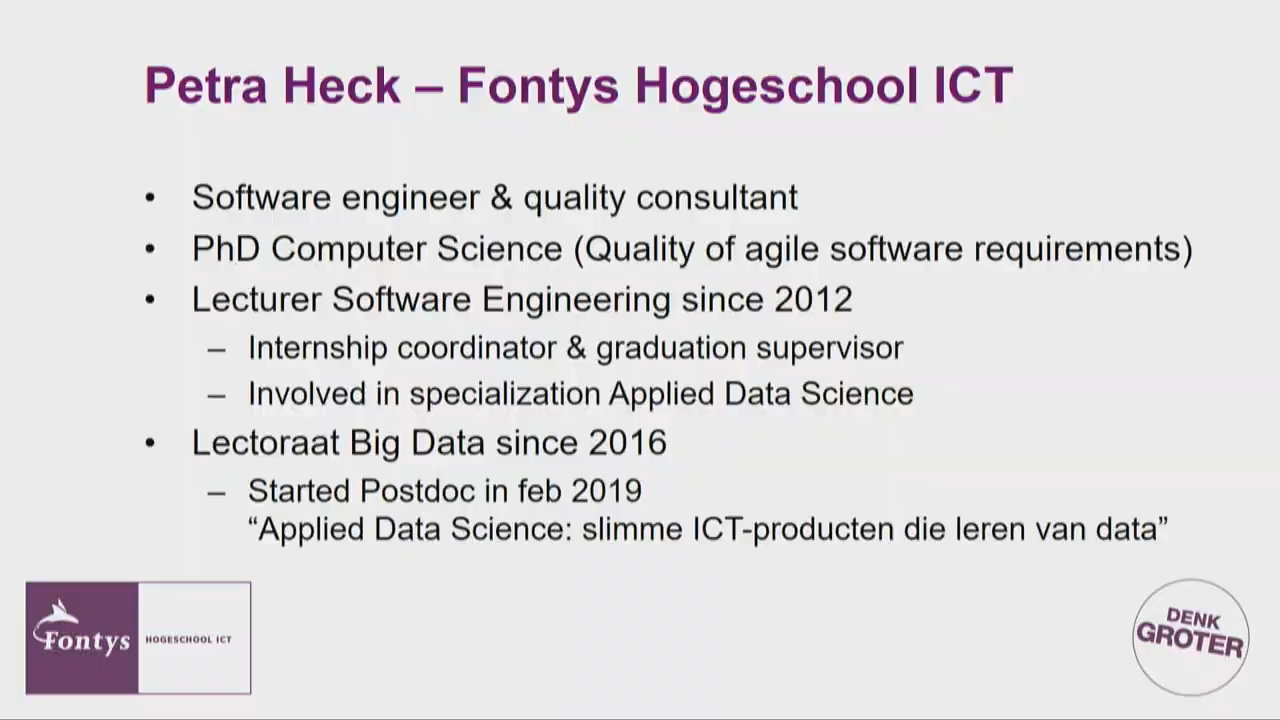 Petra Heck – Fontys Hogeschool ICT
• Software engineer & quality consultant
• PhD Computer Science (Quality of agile software requirements)
• Lecturer Software Engineering since 2012
– Internship coordinator & graduation supervisor
– Involved in specialization Applied Data Science
• Lectoraat Big Data since 2016
– Started Postdoc in feb 2019
“Applied Data Science: slimme ICT-producten die leren van data”
Fontys HOGESCHOOL ICT
DENK
GROTER